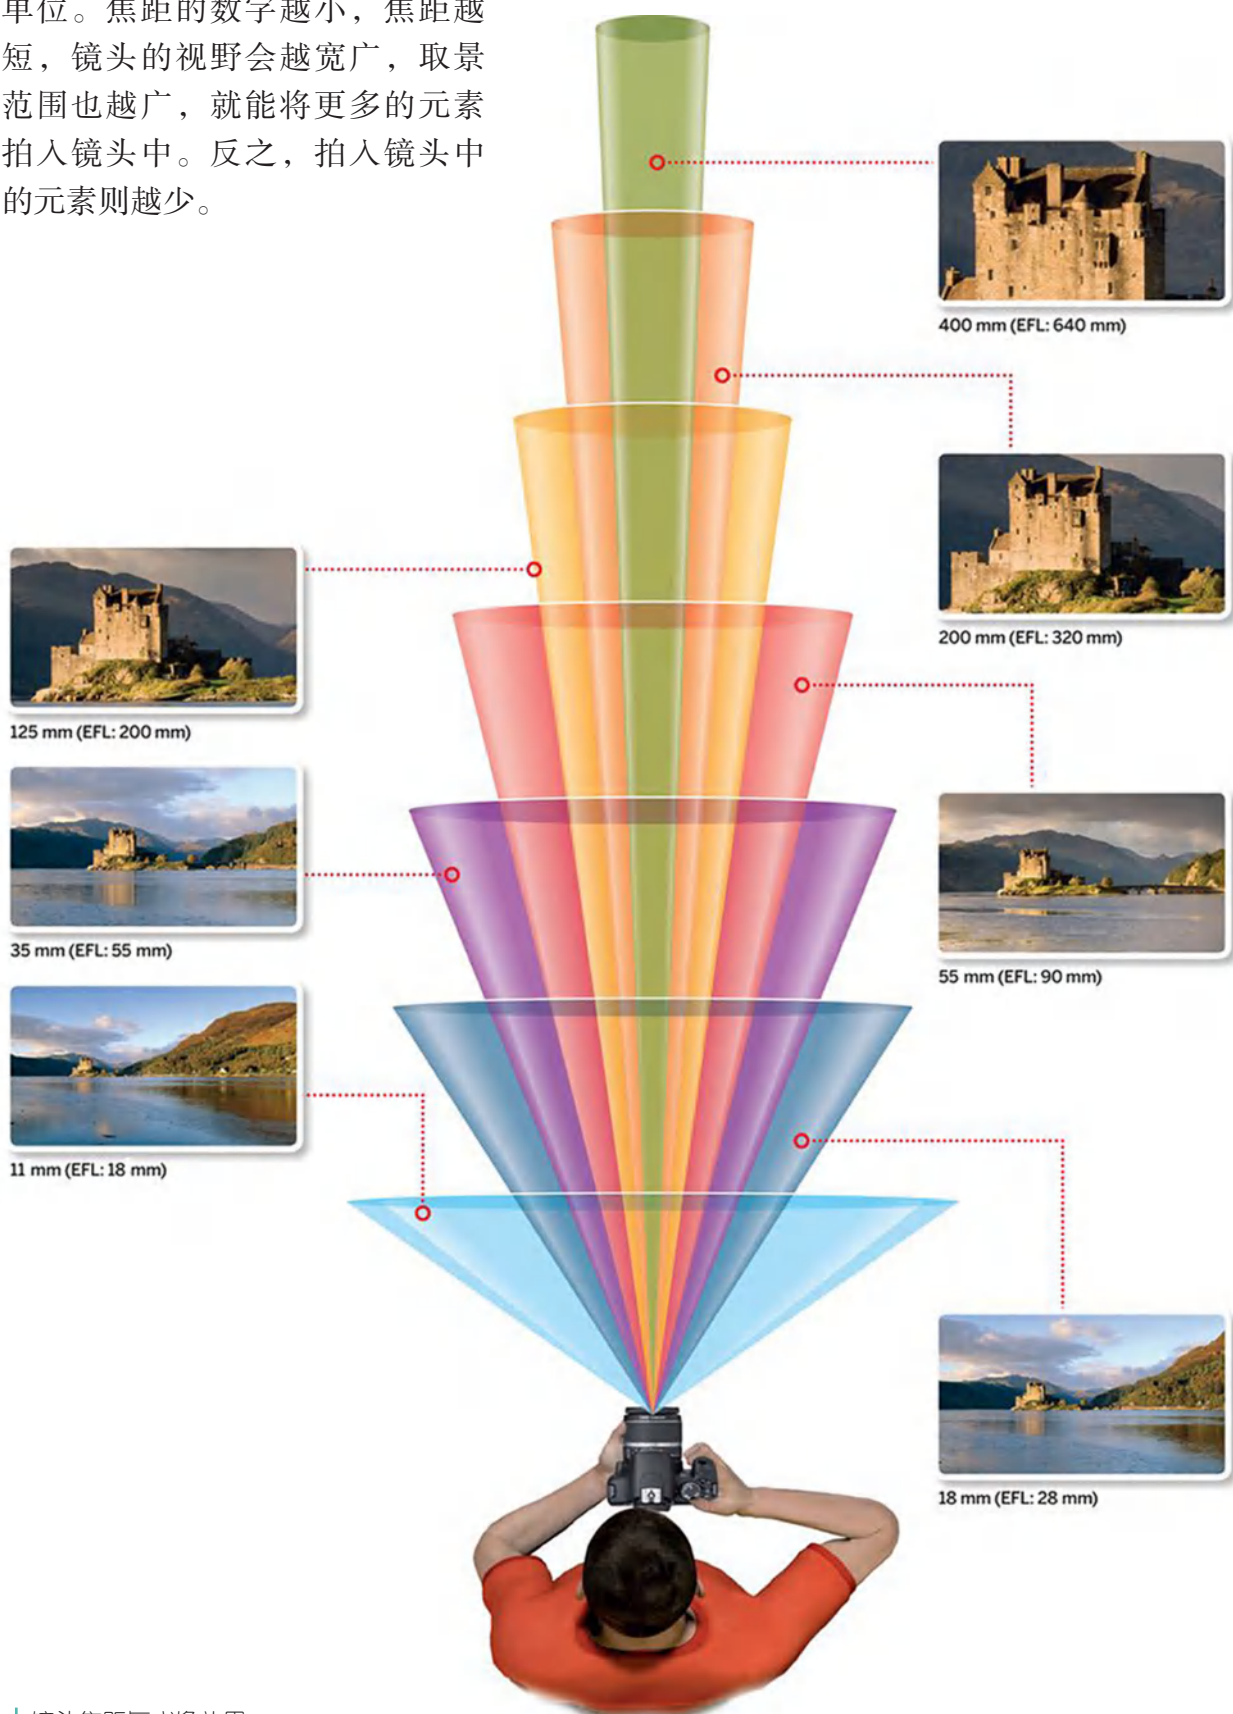 单位。焦距的数字越小，焦距越
短，镜头的视野会越宽广，取景
范围也越广，就能将更多的元素
拍入镜头中。反之，拍入镜头中
的元素则越少。
400 mm (EFL: 640 mm)
200 mm (EFL: 320 mm)
125 mm (EFL: 200 mm)
35 mm (EFL: 55 mm)
55 mm (EFL: 90 mm)
11 mm (EFL: 18 mm)
18 mm (EFL: 28 mm)